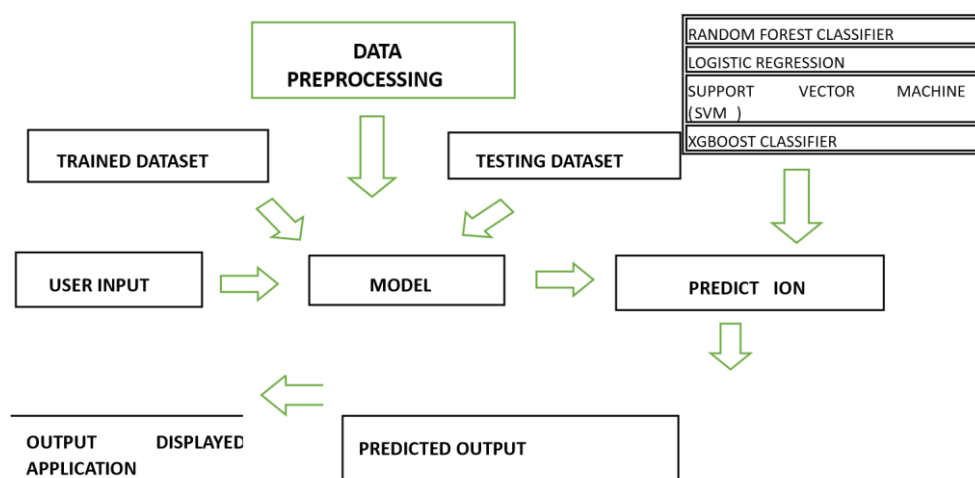 DATA
PREPROCESSING
RANDOM FOREST CLASSIFIER
LOGISTIC REGRESSION
SUPPORT VECTOR MACHINE
(SVM )
XGBOOST CLASSIFIER
TRAINED DATASET
TESTING DATASET
USER INPUT
MODEL
PREDICT ION
OUTPUT DISPLAYED
APPLICATION
PREDICTED OUTPUT